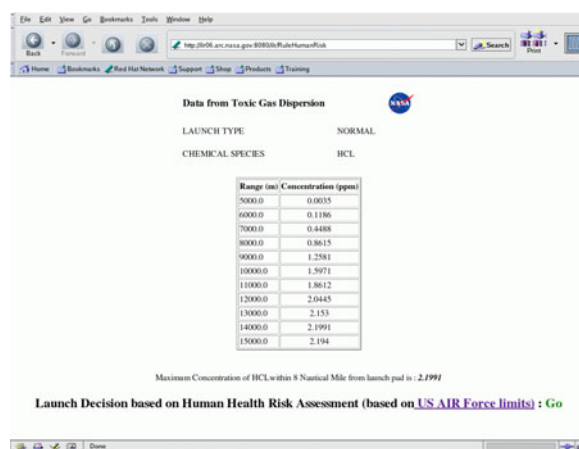 File Edit View Go Bookmarks Tools Window Help
http://ilr06.arc.nasa.gov:8080/ilr/RuleHumanRisk Search
Back Forward Print
Home Bookmarks Red Hat Network Support Shop Products Training
Data from Toxic Gas Dispersion NASA
LAUNCH TYPE NORMAL
CHEMICAL SPECIES HCL
Range (m) Concentration (ppm)
5000.0 0.0035
6000.0 0.1186
7000.0 0.4488
8000.0 0.8615
9000.0 1.2581
10000.0 1.5971
11000.0 1.8612
12000.0 2.0445
13000.0 2.153
14000.0 2.1991
15000.0 2.194
Maximum Concentration of HCL within 8 Nautical Mile from launch pad is : 2.1991
Launch Decision based on Human Health Risk Assessment (based on US AIR Force limits) : Go
Done